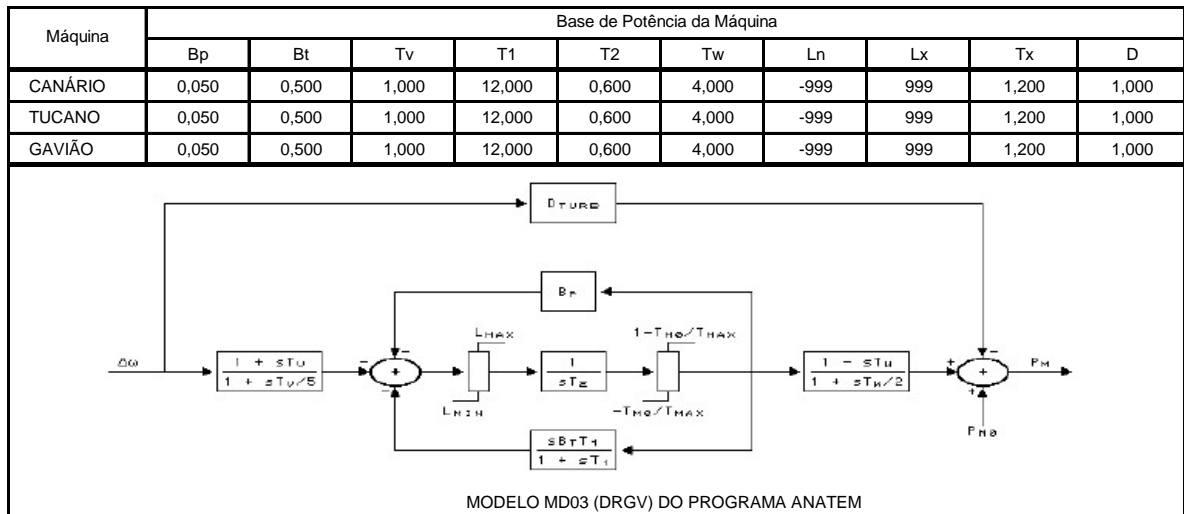 Máquina Base de Potência da Máquina
Bp Bt Tv T1 T2 Tw Ln Lx Tx D
CANÁRIO 0,050 0,500 1,000 12,000 0,600 4,000 -999 999 1,200 1,000
TUCANO 0,050 0,500 1,000 12,000 0,600 4,000 -999 999 1,200 1,000
GAVIÃO 0,050 0,500 1,000 12,000 0,600 4,000 -999 999 1,200 1,000
DTURB
BP
LMAX 1-TM0/TMAX
Δω 1 + sTv - - + 1 1 - sTW + - PM
1 + sTv/5 - sT2 1 + sTW/2 + +
LMIN -TM0/TMAX PM0
sBTT1
1 + sT1
MODELO MD03 (DRGV) DO PROGRAMA ANATEM